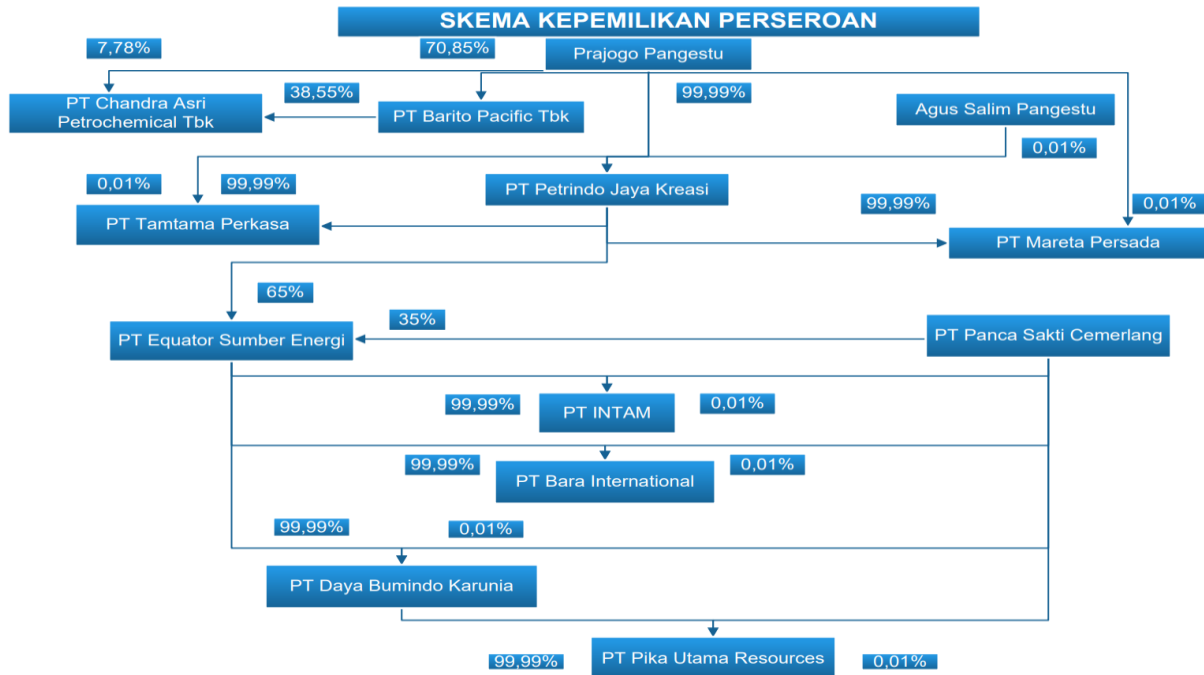 SKEMA KEPEMILIKAN PERSEROAN
7,78%
70,85%
Prajogo Pangestu
38,55%
99,99%
PT Chandra Asri
Petrochemical Tbk
PT Barito Pacific Tbk
Agus Salim Pangestu
0,01%
0,01%
99,99%
PT Petrindo Jaya Kreasi
99,99%
0,01%
PT Tamtama Perkasa
PT Mareta Persada
65%
35%
PT Equator Sumber Energi
PT Panca Sakti Cemerlang
99,99%
PT INTAM
0,01%
99,99%
0,01%
PT Bara International
99,99%
0,01%
PT Daya Bumindo Karunia
PT Pika Utama Resources
99,99%
0,01%